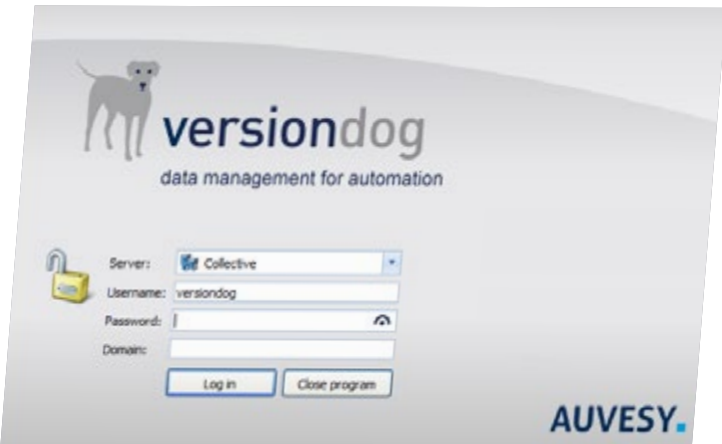 versiondog
data management for automation
Server: Collective
Username: versiondog
Password:
Domain:
Log in Close program
AUVESY.